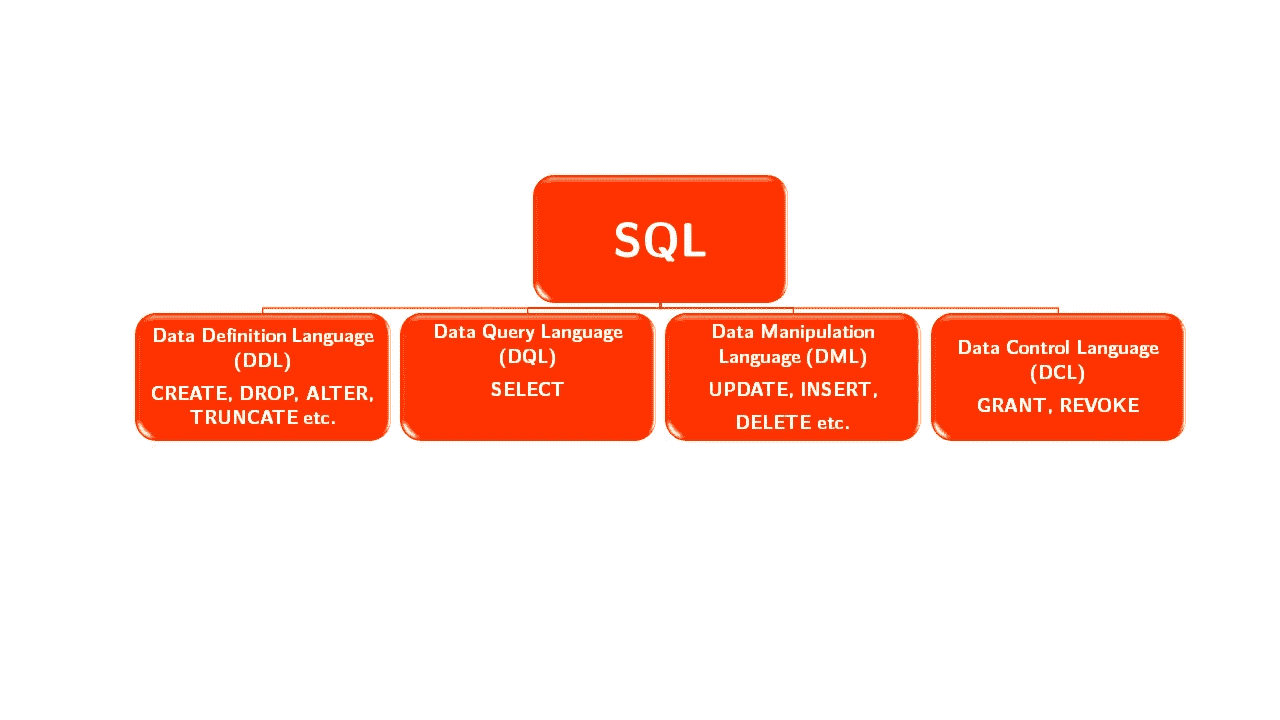 SQL
Data Definition Language
(DDL)
CREATE, DROP, ALTER,
TRUNCATE etc.
Data Query Language
(DQL)
SELECT
Data Manipulation
Language (DML)
UPDATE, INSERT,
DELETE etc.
Data Control Language
(DCL)
GRANT, REVOKE